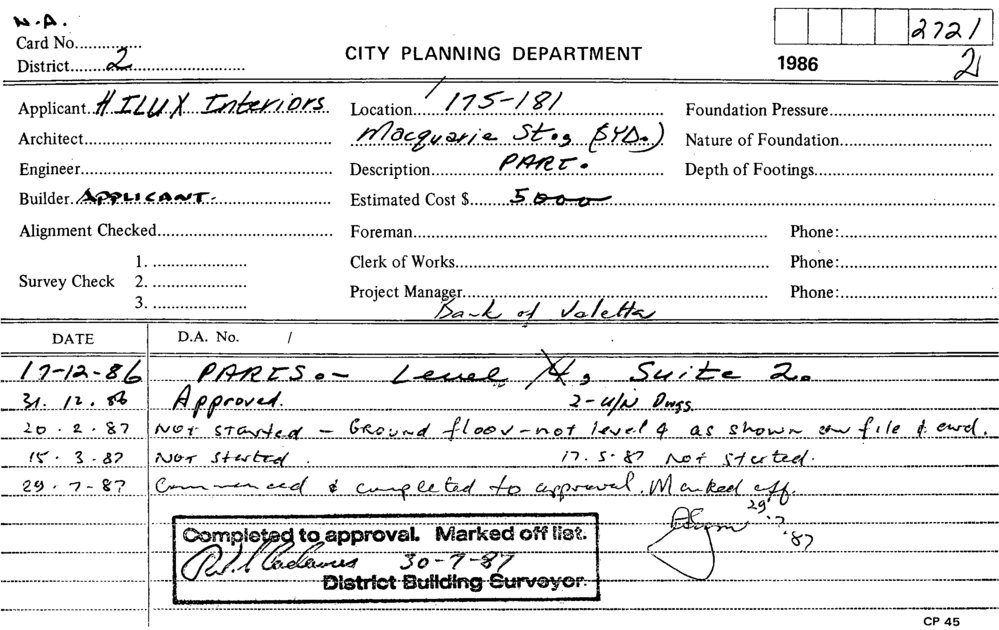 N.A.
Card No.
2721
District 2
CITY PLANNING DEPARTMENT
1986
2
Applicant HILUX Interiors
Location 175-181
Foundation Pressure
Architect
Macquarie St., (SYD.)
Nature of Foundation
Engineer
Description PART.
Depth of Footings
Builder APPLICANT.
Estimated Cost $ 5000
Alignment Checked
Foreman
Phone:
Survey Check
1.
2.
3.
Clerk of Works
Phone:
Project Manager
Phone:
Bank of Valetta
DATE
D.A. No. /
17-12-86 PARTS.- Level 4, Suite 2.
31.12.86 Approved. 2-U/N Dwgs
20.2.87 Not started - Ground floor-not level 4 as shown on file & card.
15.3.87 Not Started. 17.5.87 Not Started.
29.7-87 Commenced & completed to approval. Marked off.
29.7.'87
Completed to approval. Marked off list.
30-7-87
District Building Surveyor.
CP 45